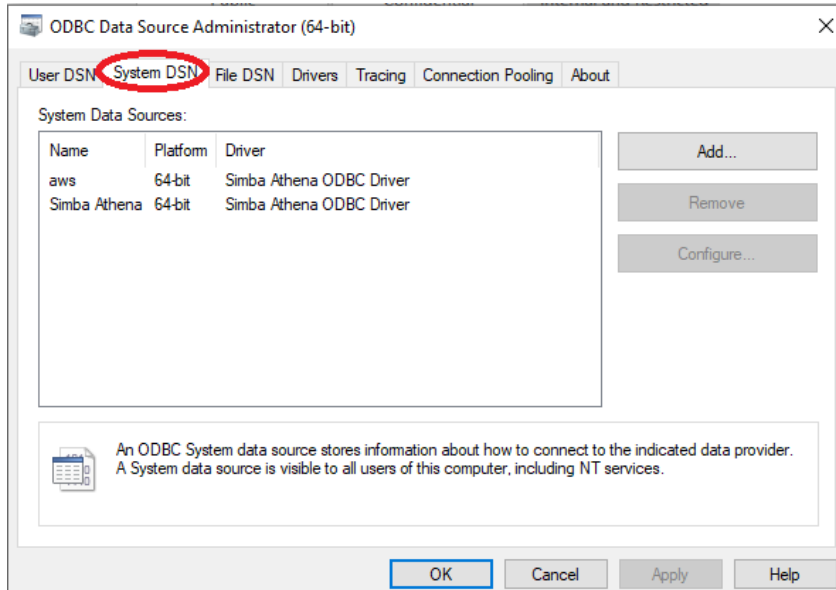 ODBC Data Source Administrator (64-bit)
User DSN System DSN File DSN Drivers Tracing Connection Pooling About
System Data Sources:
Name Platform Driver
aws 64-bit Simba Athena ODBC Driver
Simba Athena 64-bit Simba Athena ODBC Driver
Add...
Remove
Configure...
An ODBC System data source stores information about how to connect to the indicated data provider.
A System data source is visible to all users of this computer, including NT services.
OK Cancel Apply Help